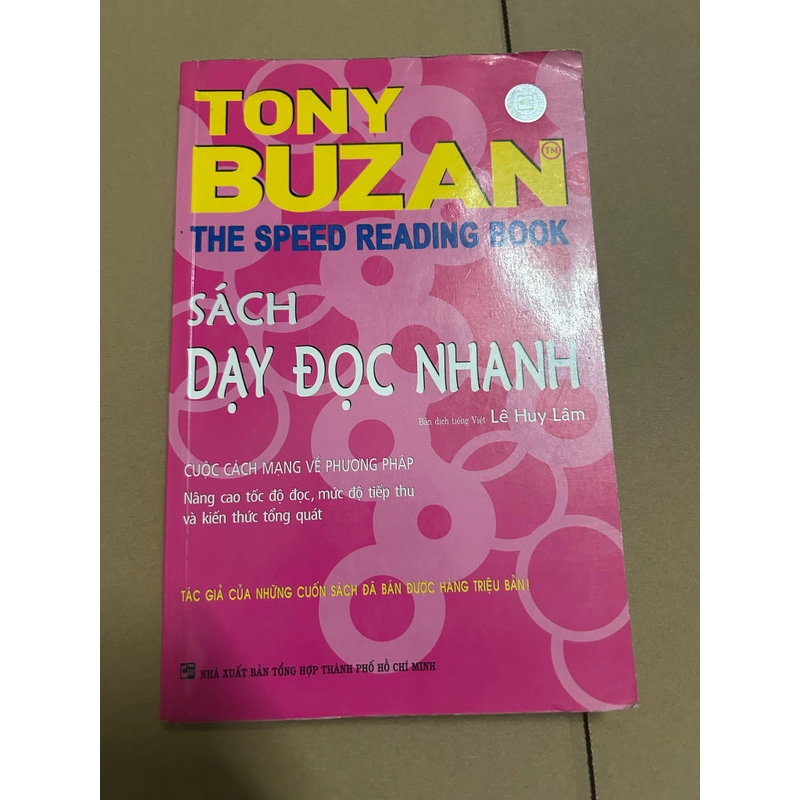 TONY
BUZAN TM
THE SPEED READING BOOK
SÁCH
DẠY ĐỌC NHANH
Bản dịch tiếng Việt Lê Huy Lâm
CUỘC CÁCH MẠNG VỀ PHƯƠNG PHÁP
Nâng cao tốc độ đọc, mức độ tiếp thu
và kiến thức tổng quát
TÁC GIẢ CỦA NHỮNG CUỐN SÁCH ĐÃ BÁN ĐƯỢC HÀNG TRIỆU BẢN!
NHÀ XUẤT BẢN TỔNG HỢP THÀNH PHỐ HỒ CHÍ MINH